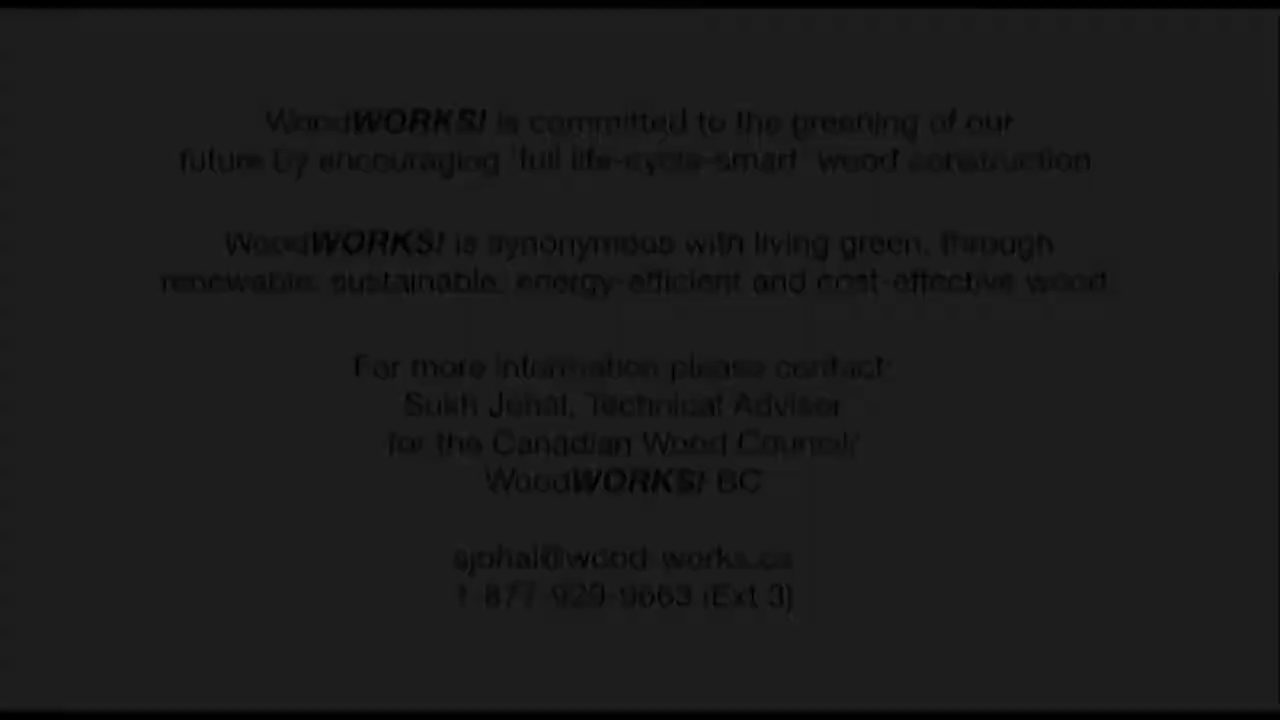 WoodWORKS! is committed to the greening of our
future by encouraging 'full life-cycle-smart' wood construction
WoodWORKS! is synonymous with living green, through
renewable, sustainable, energy-efficient and cost-effective wood.
For more information please contact:
Sukh Johal, Technical Advisor
for the Canadian Wood Council/
WoodWORKS! BC
sjohal@wood-works.ca
1-877-929-9663 (Ext 3)